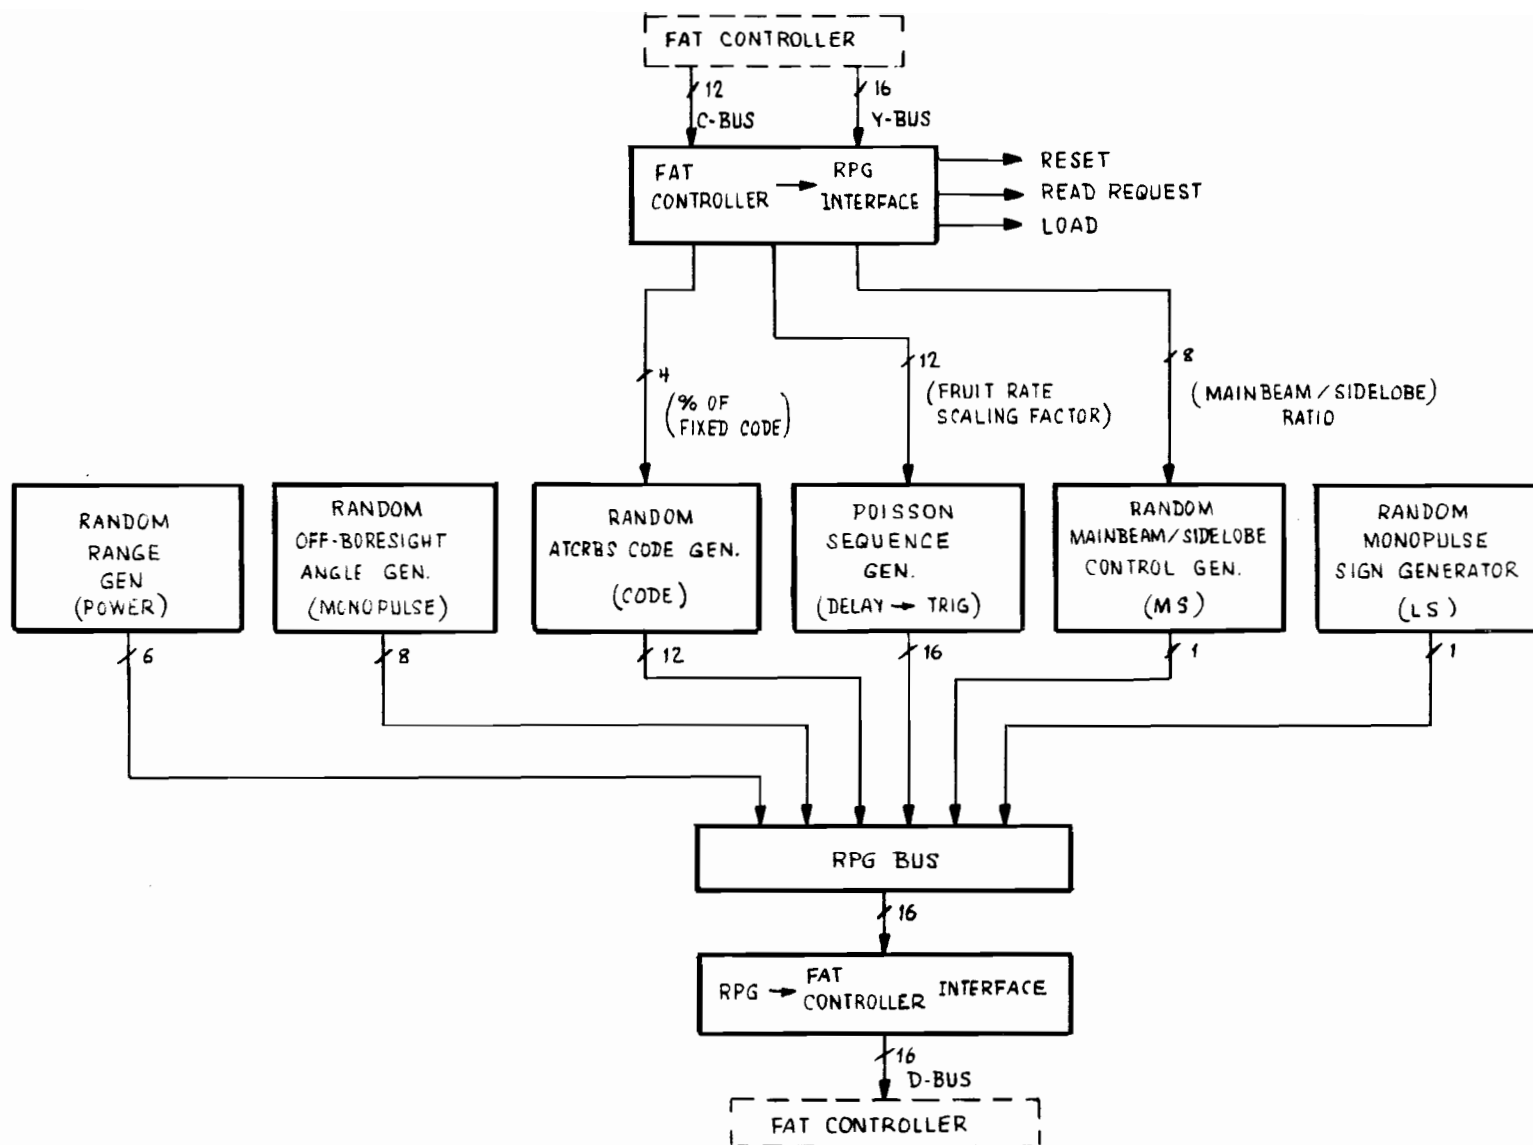 FAT CONTROLLER
12
16
C-BUS
Y-BUS
FAT
CONTROLLER
→
RPG
INTERFACE
RESET
READ REQUEST
LOAD
4
(% OF
FIXED CODE)
12
(FRUIT RATE
SCALING FACTOR)
8
(MAINBEAM/SIDELOBE)
RATIO
RANDOM
RANGE
GEN
(POWER)
RANDOM
OFF-BORESIGHT
ANGLE GEN.
(MONOPULSE)
RANDOM
ATCRBS CODE GEN.
(CODE)
POISSON
SEQUENCE
GEN.
(DELAY → TRIG)
RANDOM
MAINBEAM/SIDELOBE
CONTROL GEN.
(MS)
RANDOM
MONOPULSE
SIGN GENERATOR
(LS)
6
8
12
16
1
1
RPG BUS
16
RPG → FAT
CONTROLLER INTERFACE
16
D-BUS
FAT CONTROLLER